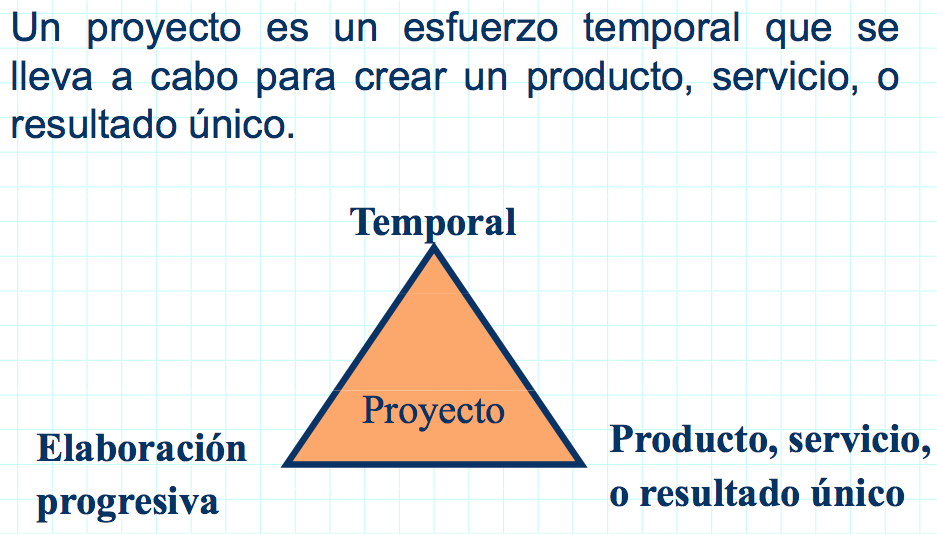 Un proyecto es un esfuerzo temporal que se
lleva a cabo para crear un producto, servicio, o
resultado único.
Temporal
Proyecto
Elaboración
progresiva
Producto, servicio,
o resultado único